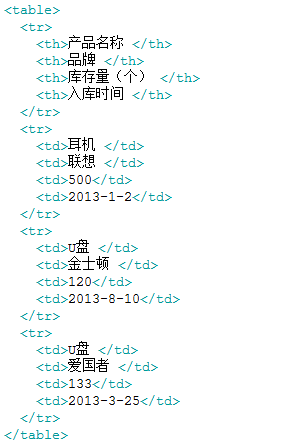 <table>
<tr>
<th>产品名称 </th>
<th>品牌 </th>
<th>库存量（个） </th>
<th>入库时间 </th>
</tr>
<tr>
<td>耳机 </td>
<td>联想 </td>
<td>500</td>
<td>2013-1-2</td>
</tr>
<tr>
<td>U盘 </td>
<td>金士顿 </td>
<td>120</td>
<td>2013-8-10</td>
</tr>
<tr>
<td>U盘 </td>
<td>爱国者 </td>
<td>133</td>
<td>2013-3-25</td>
</tr>
</table>